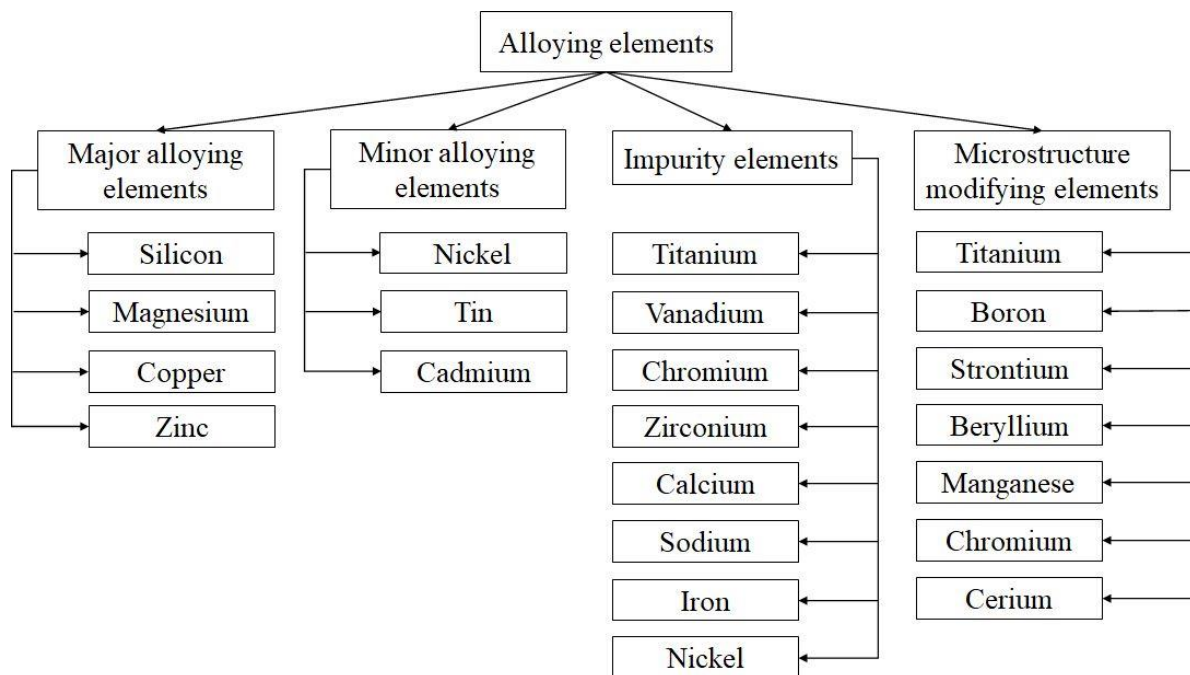 Alloying elements
Major alloying
elements
Silicon
Magnesium
Copper
Zinc
Minor alloying
elements
Nickel
Tin
Cadmium
Impurity elements
Titanium
Vanadium
Chromium
Zirconium
Calcium
Sodium
Iron
Nickel
Microstructure
modifying elements
Titanium
Boron
Strontium
Beryllium
Manganese
Chromium
Cerium